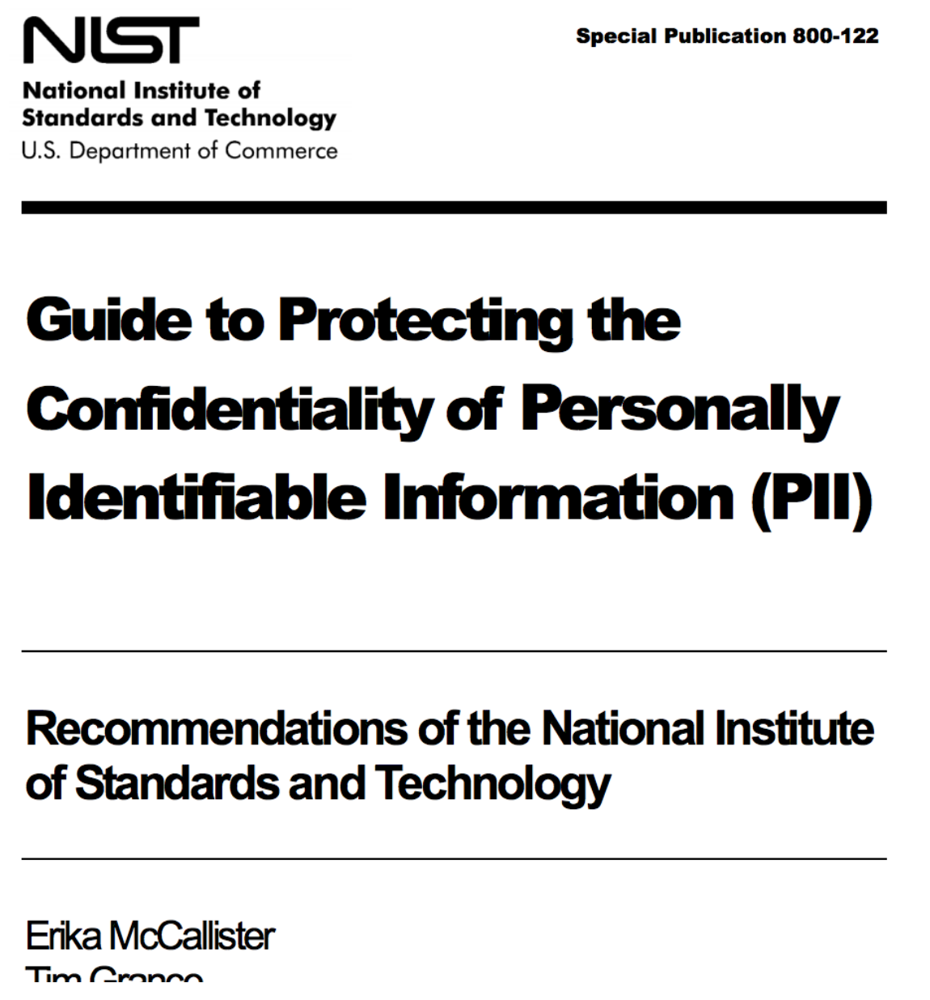 NIST
Special Publication 800-122
National Institute of
Standards and Technology
U.S. Department of Commerce
Guide to Protecting the
Confidentiality of Personally
Identifiable Information (PII)
Recommendations of the National Institute
of Standards and Technology
Erika McCallister
Tim